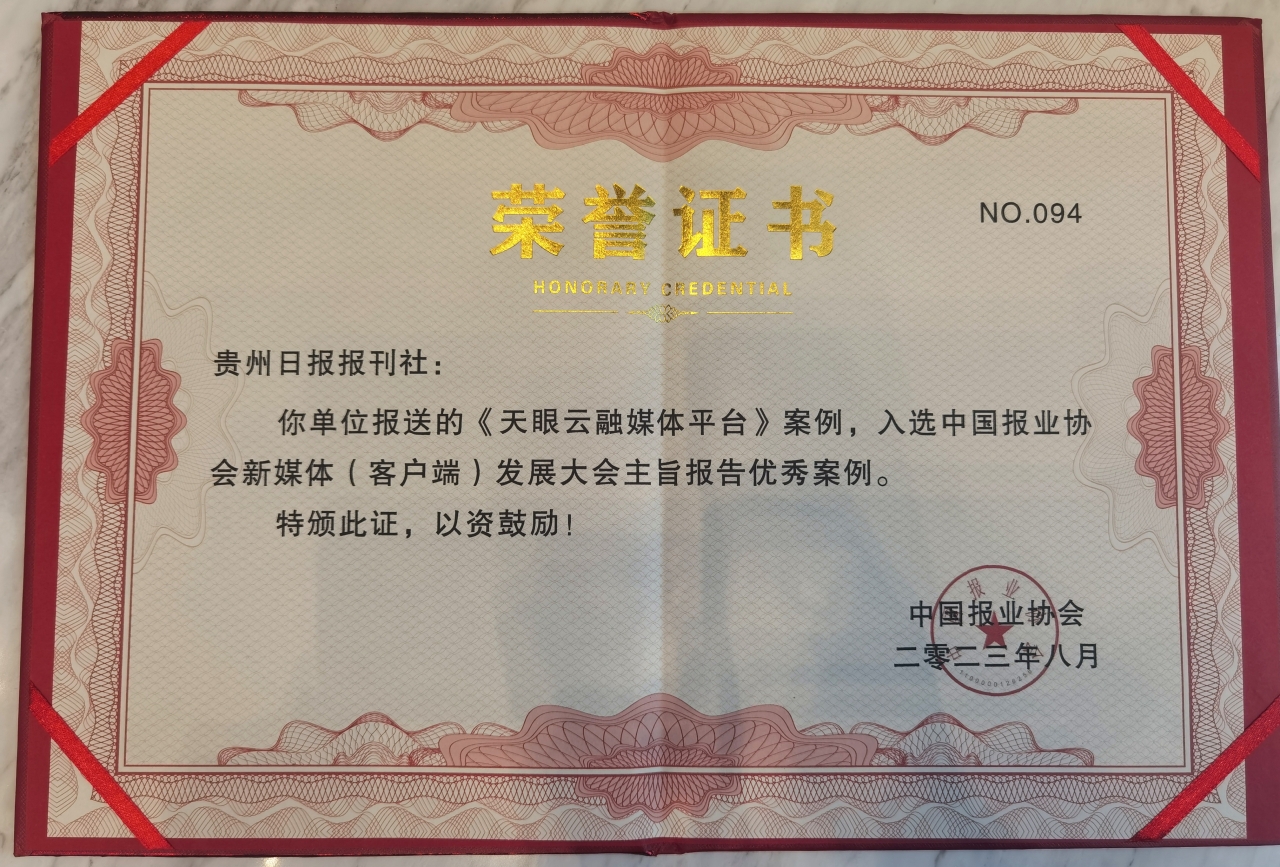 荣誉证书
NO.094
HONORARY CREDENTIAL
贵州日报报刊社：
你单位报送的《天眼云融媒体平台》案例，入选中国报业协
会新媒体（客户端）发展大会主旨报告优秀案例。
特颁此证，以资鼓励！
中国报业协会
二零二三年八月